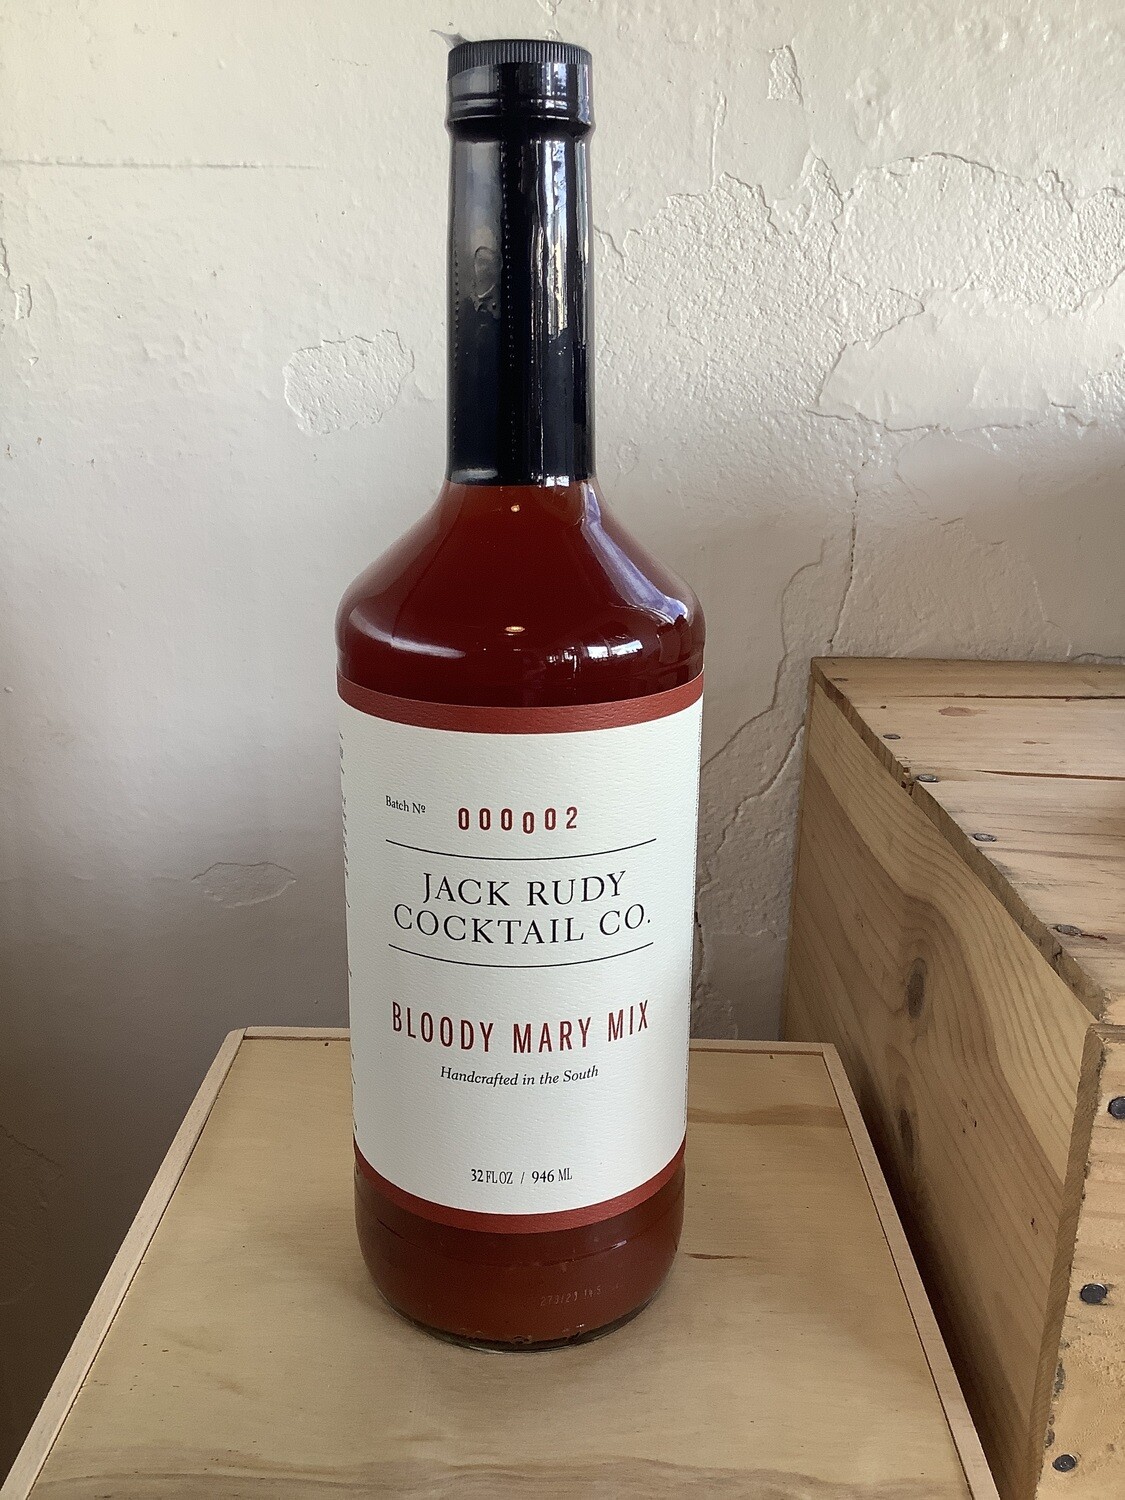 Batch Nº 000002
JACK RUDY
COCKTAIL CO.
BLOODY MARY MIX
Handcrafted in the South
32 FL OZ / 946 ML